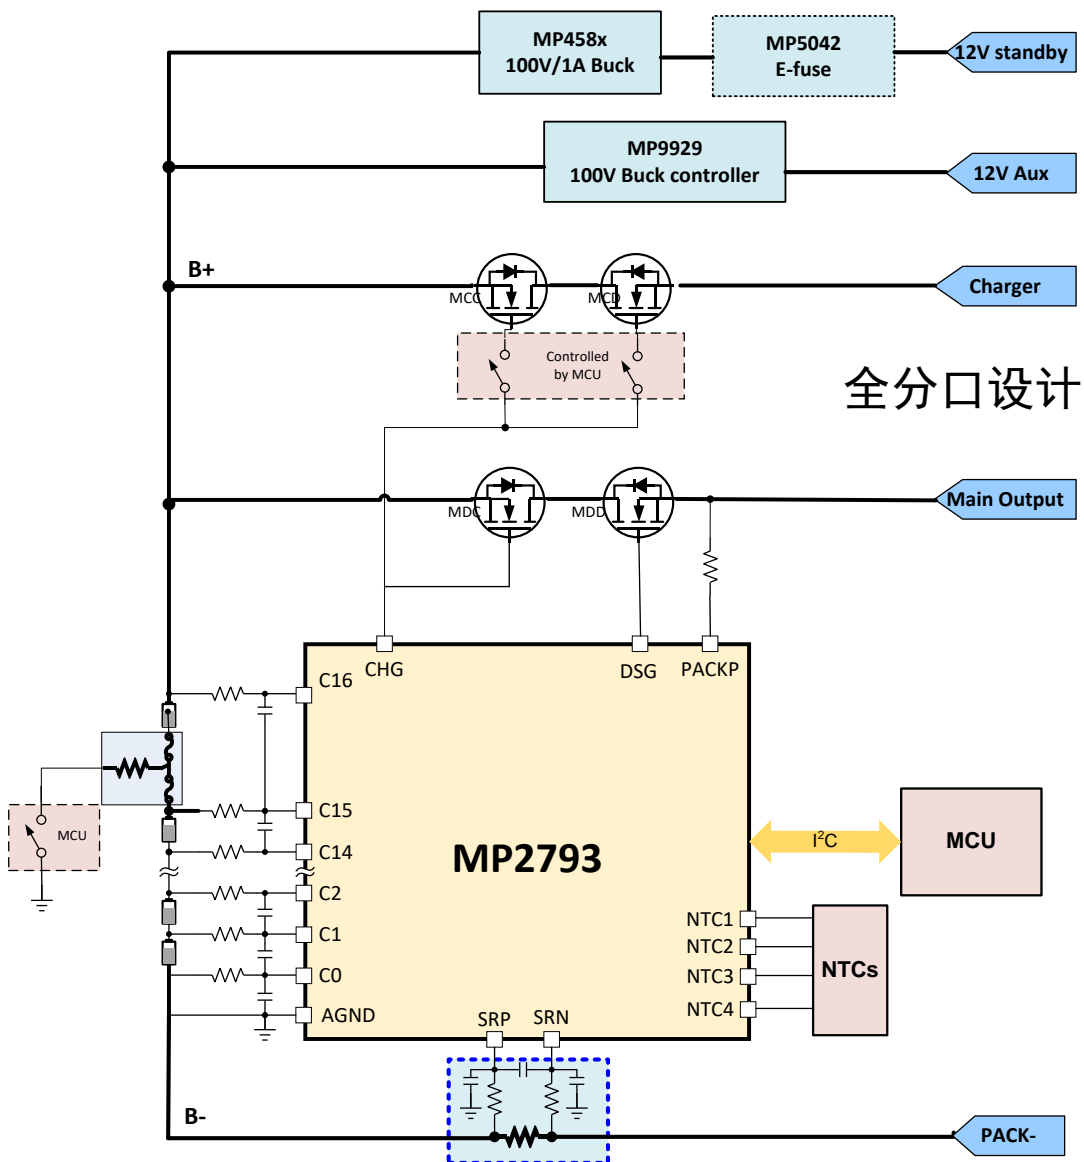 MP458x
100V/1A Buck
MP5042
E-fuse
12V standby
MP9929
100V Buck controller
12V Aux
B+
MCC
MCD
Charger
Controlled
by MCU
全分口设计
MDC
MDD
Main Output
CHG
DSG
PACKP
C16
C15
MCU
C14
MP2793
I²C
MCU
C2
C1
C0
AGND
NTC1
NTC2
NTC3
NTC4
NTCs
SRP
SRN
B-
PACK-